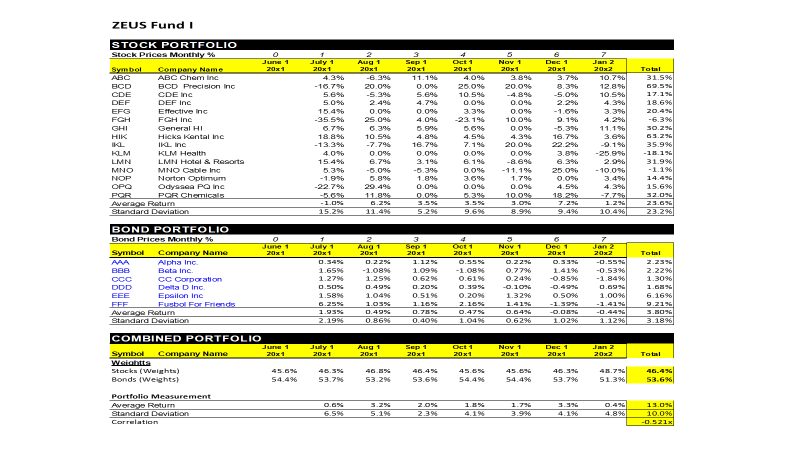 ZEUS Fund I
STOCK PORTFOLIO
Stock Prices Monthly % 0 1 2 3 4 5 6 7
June 1 July 1 Aug 1 Sep 1 Oct 1 Nov 1 Dec 1 Jan 2
Symbol Company Name 20x1 20x1 20x1 20x1 20x1 20x1 20x1 20x2 Total
ABC ABC Chem Inc 4.3% -6.3% 11.1% 4.0% 3.8% 3.7% 10.7% 31.5%
BCD BCD Precision Inc -16.7% 20.0% 0.0% 25.0% 20.0% 8.3% 12.8% 69.5%
CDE CDE Inc 5.6% -5.3% 5.6% 10.5% -4.8% -5.0% 10.5% 17.1%
DEF DEF Inc 5.0% 2.4% 4.7% 0.0% 0.0% 2.2% 4.3% 18.6%
EFG Effective Inc 15.4% 0.0% 0.0% 3.3% 0.0% -1.6% 3.3% 20.4%
FGH FGH Inc -35.5% 25.0% 4.0% -23.1% 10.0% 9.1% 4.2% -6.3%
GHI General HI 6.7% 6.3% 5.9% 5.6% 0.0% -5.3% 11.1% 30.2%
HIK Hicks Kental Inc 18.8% 10.5% 4.8% 4.5% 4.3% 16.7% 3.6% 63.2%
IKL IKL Inc -13.3% -7.7% 16.7% 7.1% 20.0% 22.2% -9.1% 35.9%
KLM KLM Health 4.0% 0.0% 0.0% 0.0% 0.0% 3.8% -25.9% -18.1%
LMN LMN Hotel & Resorts 15.4% 6.7% 3.1% 6.1% -8.6% 6.3% 2.9% 31.9%
MNO MNO Cable Inc 5.3% -5.0% -5.3% 0.0% -11.1% 25.0% -10.0% -1.1%
NOP Norton Optimum -1.9% 5.8% 1.8% 3.6% 1.7% 0.0% 3.4% 14.4%
OPQ Odyssea PQ Inc -22.7% 29.4% 0.0% 0.0% 0.0% 4.5% 4.3% 15.6%
PQR PQR Chemicals -5.6% 11.8% 5.3% 0.0% 10.0% 18.2% -7.7% 32.0%
Average Return -1.0% 6.2% 3.5% 3.5% 3.0% 7.2% 1.2% 23.6%
Standard Deviation 15.2% 11.4% 5.2% 9.6% 8.9% 9.4% 10.4% 23.2%
BOND PORTFOLIO
Bond Prices Monthly % 0 1 2 3 4 5 6 7
June 1 July 1 Aug 1 Sep 1 Oct 1 Nov 1 Dec 1 Jan 2
Symbol Company Name 20x1 20x1 20x1 20x1 20x1 20x1 20x1 20x2 Total
AAA Alpha Inc. 0.34% 0.22% 1.12% 0.55% 0.22% 0.33% -0.55% 2.23%
BBB Beta Inc. 1.65% -1.08% 1.09% -1.08% 0.77% 1.41% -0.53% 2.22%
CCC CC Corporation 1.27% 1.25% 0.62% 0.61% 0.24% -0.85% -1.84% 1.30%
DDD Delta D Inc. 0.50% 0.49% 0.20% 0.39% -0.10% -0.49% 0.69% 1.68%
EEE Epsilon Inc 1.58% 1.04% 0.51% 0.20% 1.32% 0.50% 1.00% 6.16%
FFF Fusbol For Friends 6.25% 1.03% 1.16% 2.16% 1.41% -1.39% -1.41% 9.21%
Average Return 1.93% 0.49% 0.78% 0.47% 0.64% -0.08% -0.44% 3.80%
Standard Deviation 2.19% 0.86% 0.40% 1.04% 0.62% 1.02% 1.12% 3.18%
COMBINED PORTFOLIO
June 1 July 1 Aug 1 Sep 1 Oct 1 Nov 1 Dec 1 Jan 2
Symbol Company Name 20x1 20x1 20x1 20x1 20x1 20x1 20x1 20x2 Total
Weightts
Stocks (Weights) 45.6% 46.3% 46.8% 46.4% 45.6% 45.6% 46.3% 48.7% 46.4%
Bonds (Weights) 54.4% 53.7% 53.2% 53.6% 54.4% 54.4% 53.7% 51.3% 53.6%
Portfolio Measurement
Average Return 0.6% 3.2% 2.0% 1.8% 1.7% 3.3% 0.4% 13.0%
Standard Deviation 6.5% 5.1% 2.3% 4.1% 3.9% 4.1% 4.8% 10.0%
Correlation -0.521x